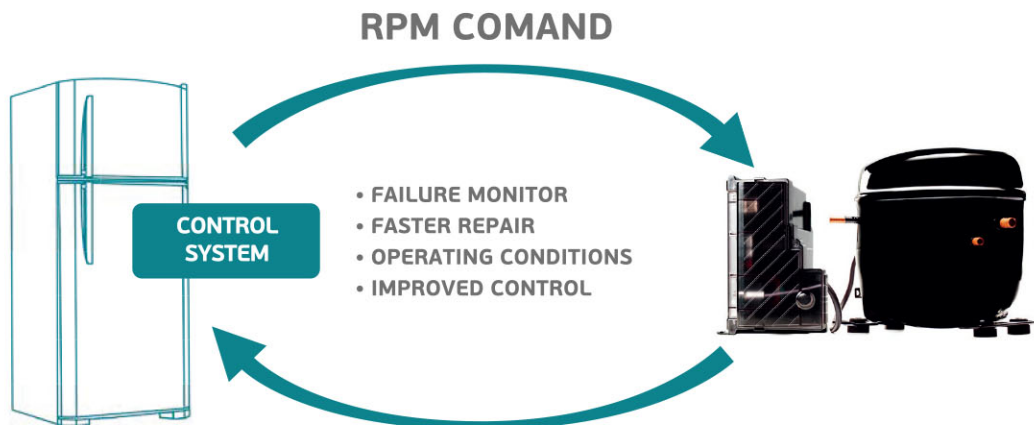 RPM COMAND
CONTROL
SYSTEM
• FAILURE MONITOR
• FASTER REPAIR
• OPERATING CONDITIONS
• IMPROVED CONTROL